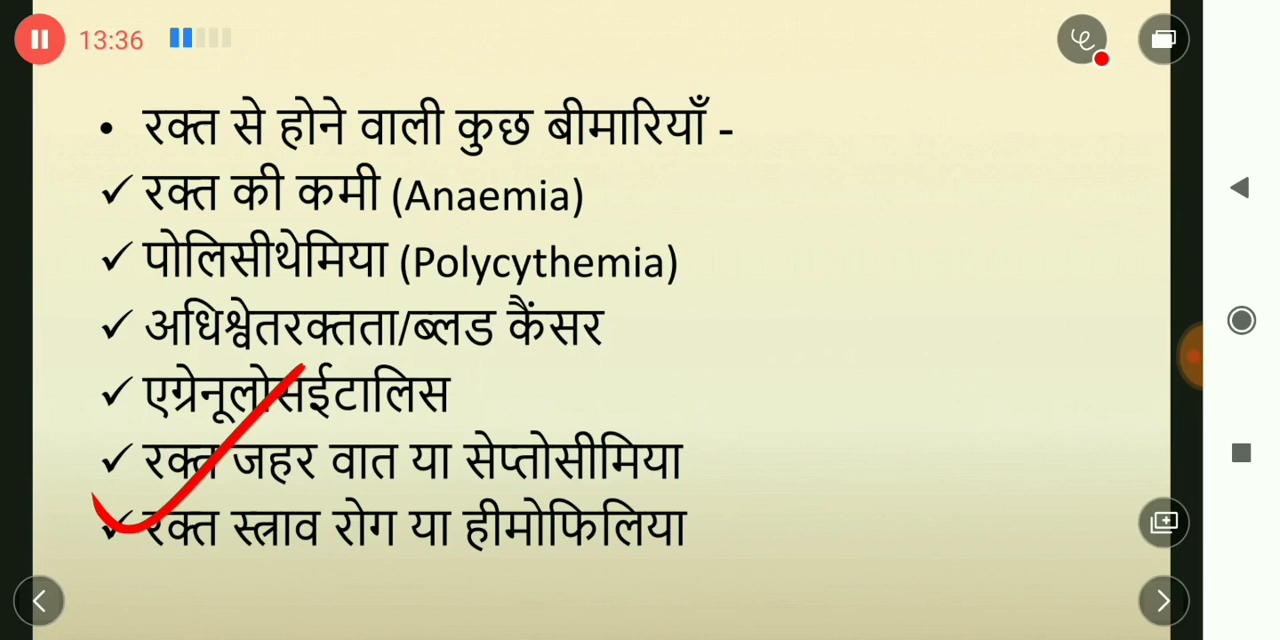 13:36
• रक्त से होने वाली कुछ बीमारियाँ -
✓ रक्त की कमी (Anaemia)
✓ पोलिसीथेमिया (Polycythemia)
✓ अधिश्वेतरक्तता/ब्लड कैंसर
✓ एग्रेनूलोसईटालिस
✓ रक्त जहर वात या सेप्तोसीमिया
✓ रक्त स्त्राव रोग या हीमोफिलिया